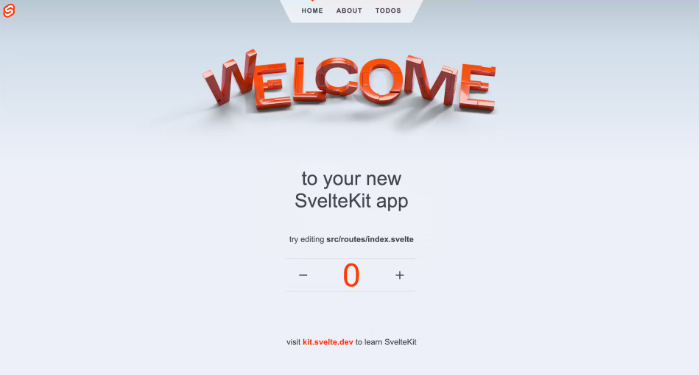 HOME ABOUT TODOS
WELCOME
to your new
SvelteKit app
try editing src/routes/index.svelte
− 0 +
visit kit.svelte.dev to learn SvelteKit